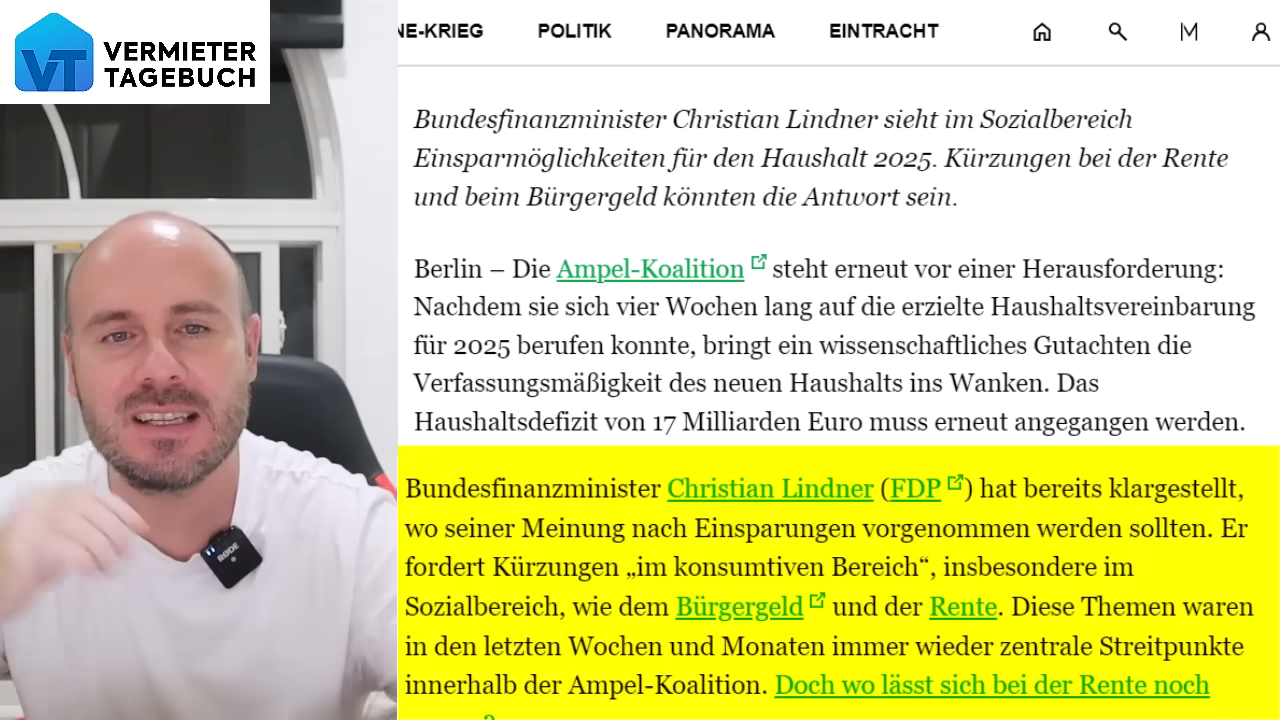 VT VERMIETER
TAGEBUCH
NE-KRIEG POLITIK PANORAMA EINTRACHT
Bundesfinanzminister Christian Lindner sieht im Sozialbereich
Einsparmöglichkeiten für den Haushalt 2025. Kürzungen bei der Rente
und beim Bürgergeld könnten die Antwort sein.
Berlin – Die Ampel-Koalition steht erneut vor einer Herausforderung:
Nachdem sie sich vier Wochen lang auf die erzielte Haushaltsvereinbarung
für 2025 berufen konnte, bringt ein wissenschaftliches Gutachten die
Verfassungsmäßigkeit des neuen Haushalts ins Wanken. Das
Haushaltsdefizit von 17 Milliarden Euro muss erneut angegangen werden.
Bundesfinanzminister Christian Lindner (FDP) hat bereits klargestellt,
wo seiner Meinung nach Einsparungen vorgenommen werden sollten. Er
fordert Kürzungen „im konsumtiven Bereich“, insbesondere im
Sozialbereich, wie dem Bürgergeld und der Rente. Diese Themen waren
in den letzten Wochen und Monaten immer wieder zentrale Streitpunkte
innerhalb der Ampel-Koalition. Doch wo lässt sich bei der Rente noch
RØDE